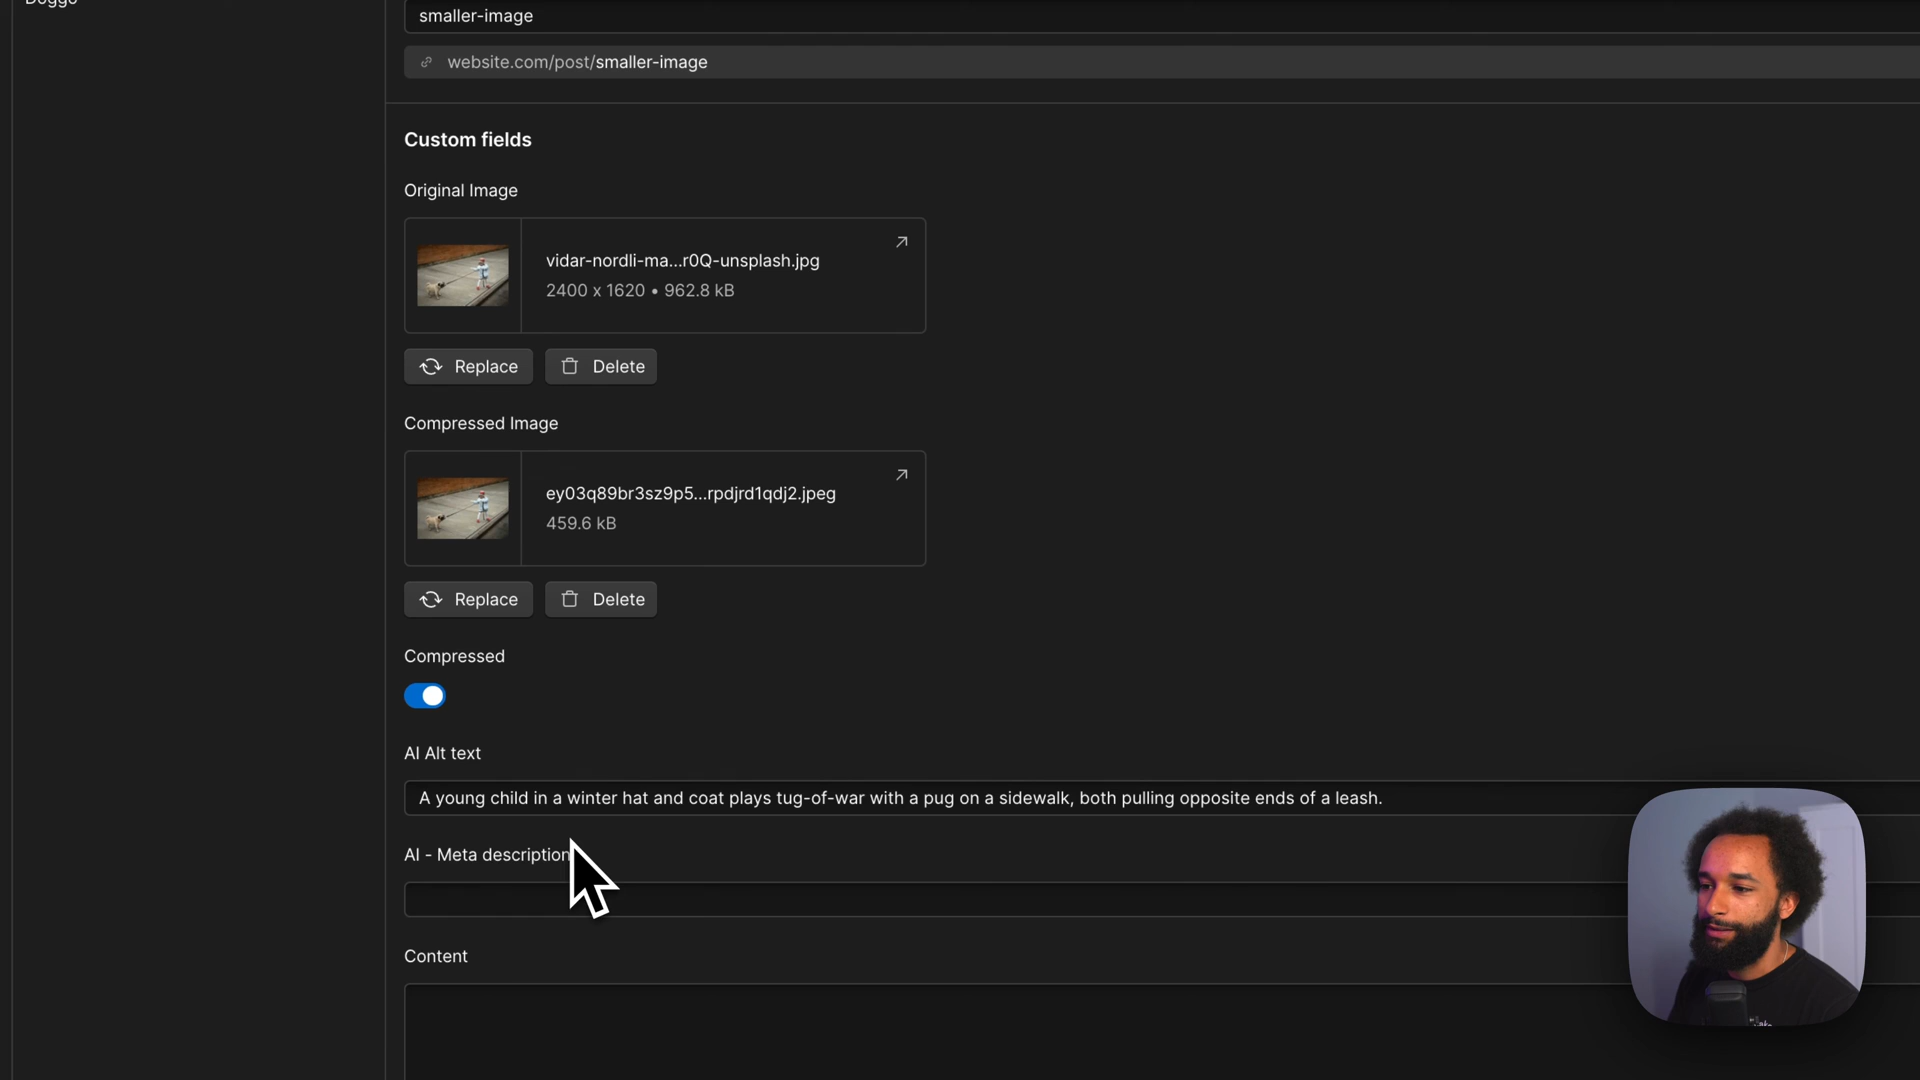 Doggo
smaller-image
website.com/post/smaller-image
Custom fields
Original Image
vidar-nordli-ma...r0Q-unsplash.jpg
2400 x 1620 • 962.8 kB
Replace
Delete
Compressed Image
ey03q89br3sz9p5...rpdjrd1qdj2.jpeg
459.6 kB
Replace
Delete
Compressed
AI Alt text
A young child in a winter hat and coat plays tug-of-war with a pug on a sidewalk, both pulling opposite ends of a leash.
AI - Meta description
Content